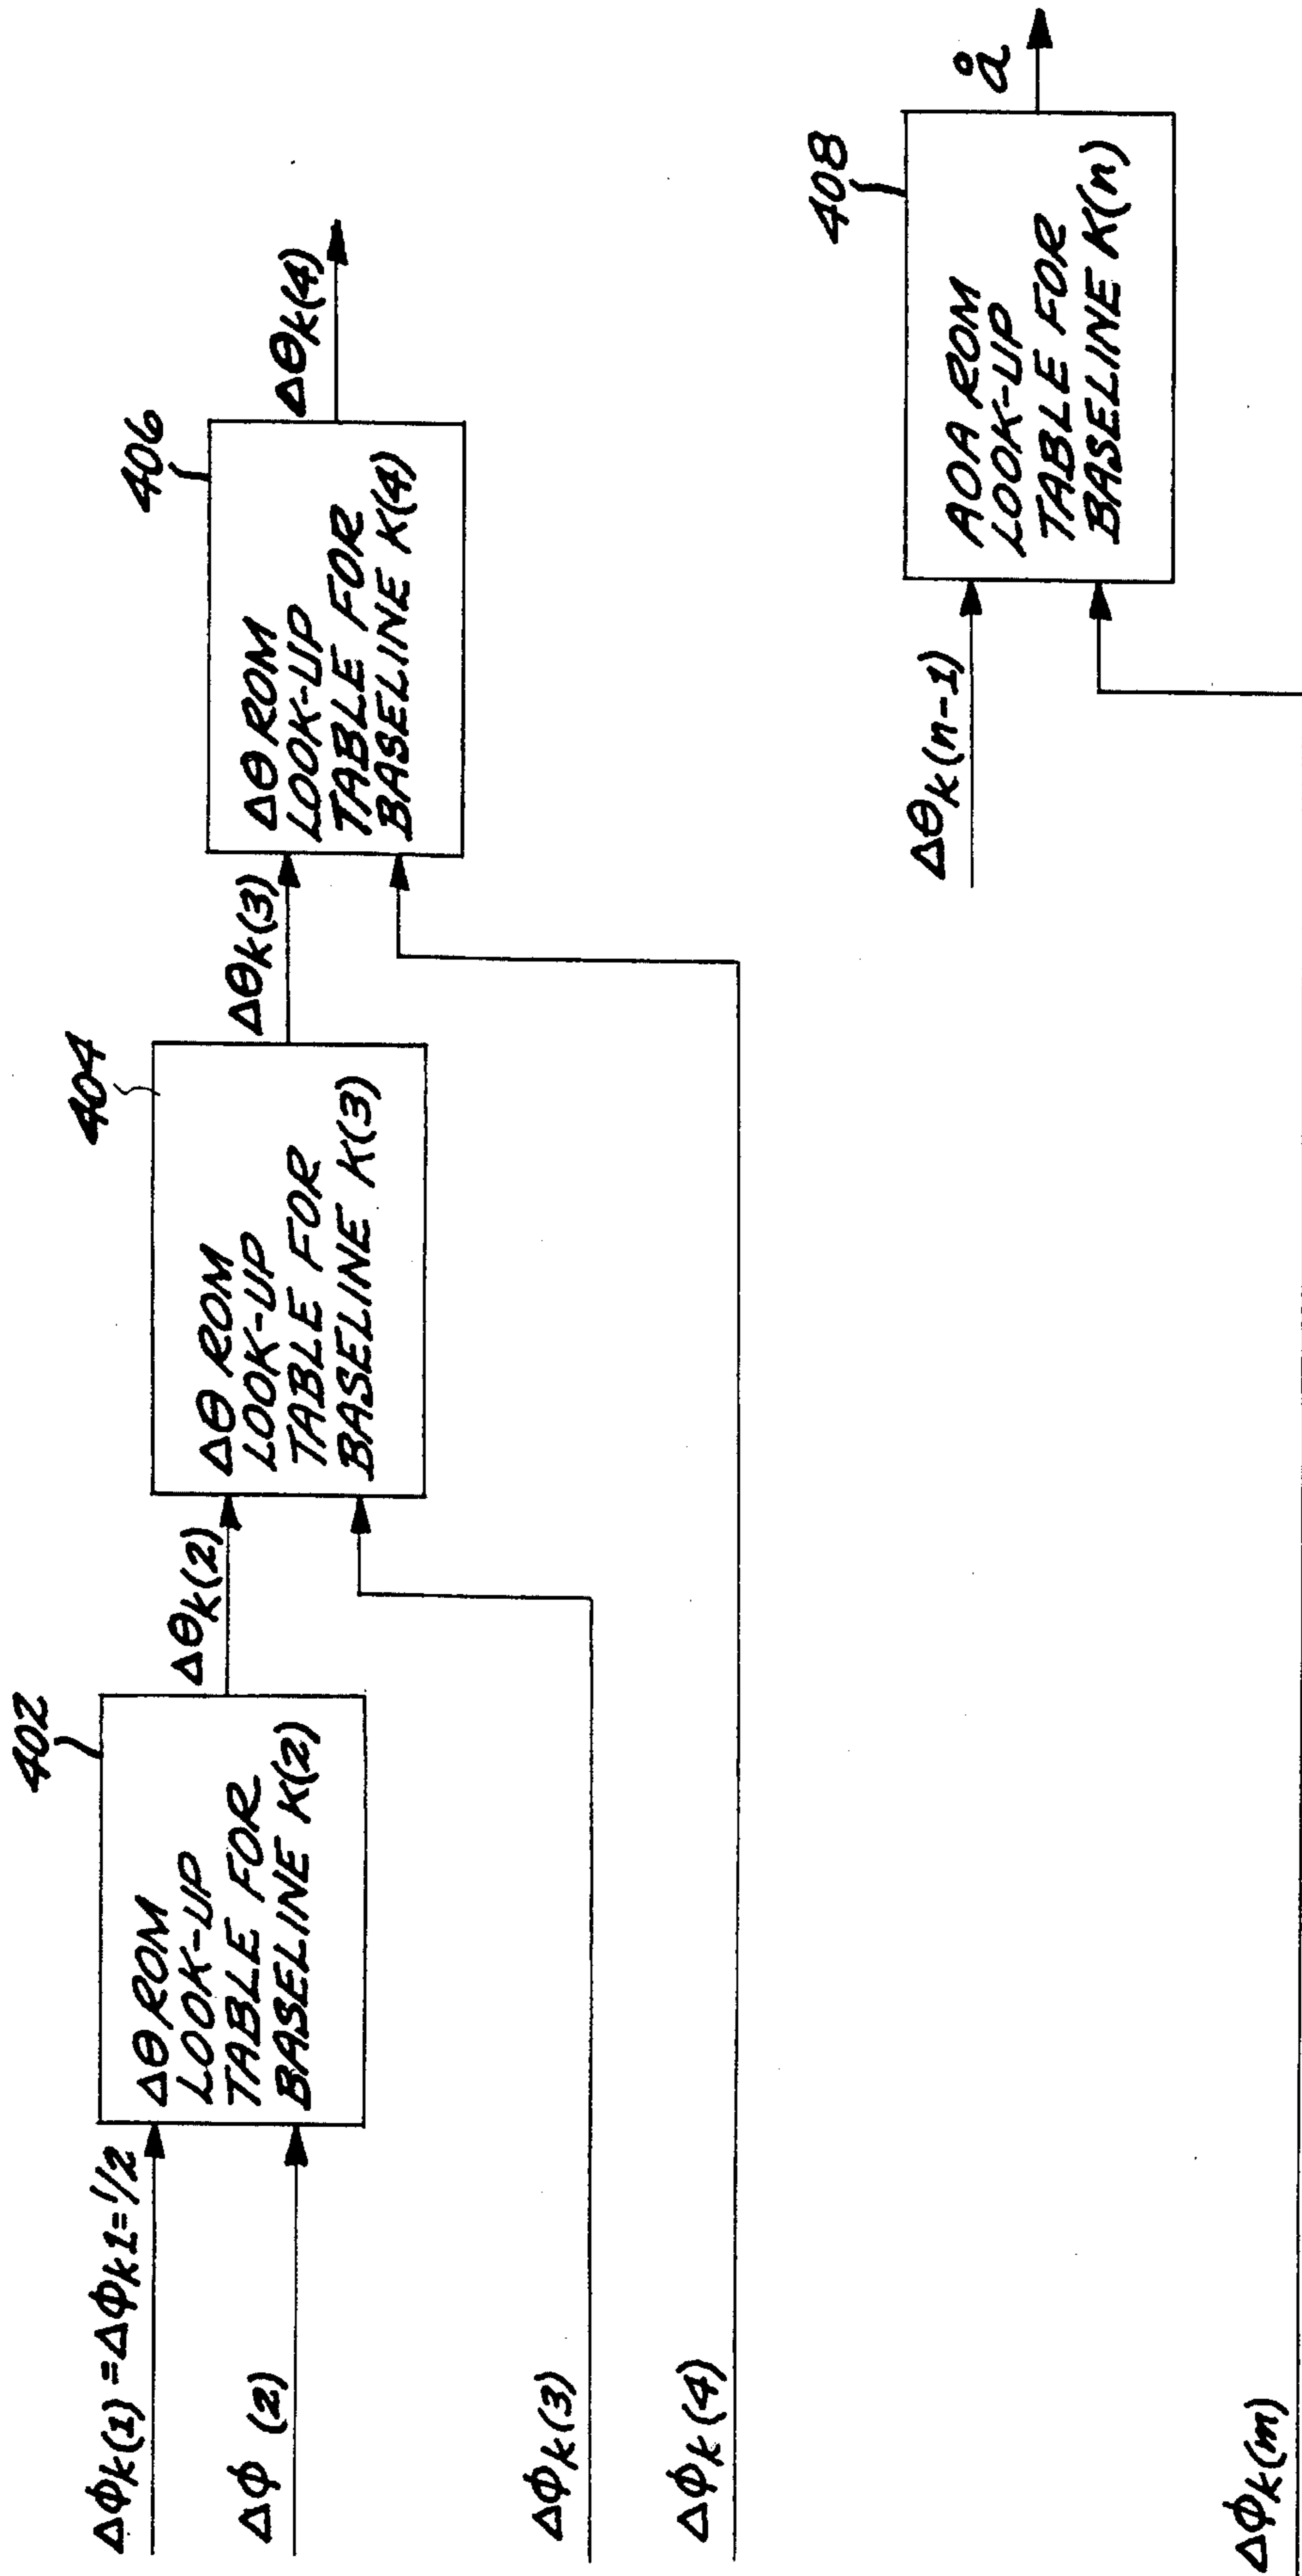 402
ΔΦk(1) = ΔΦk1=1/2
ΔΦ (2)
ΔΘ ROM
LOOK-UP
TABLE FOR
BASELINE K(2)
Δθk(2)
404
ΔΦk(3)
ΔΘ ROM
LOOK-UP
TABLE FOR
BASELINE K(3)
Δθk(3)
406
ΔΦk(4)
ΔΘ ROM
LOOK-UP
TABLE FOR
BASELINE K(4)
Δθk(4)
408
Δθk(n-1)
ΔΦk(m)
AOA ROM
LOOK-UP
TABLE FOR
BASELINE K(n)
å